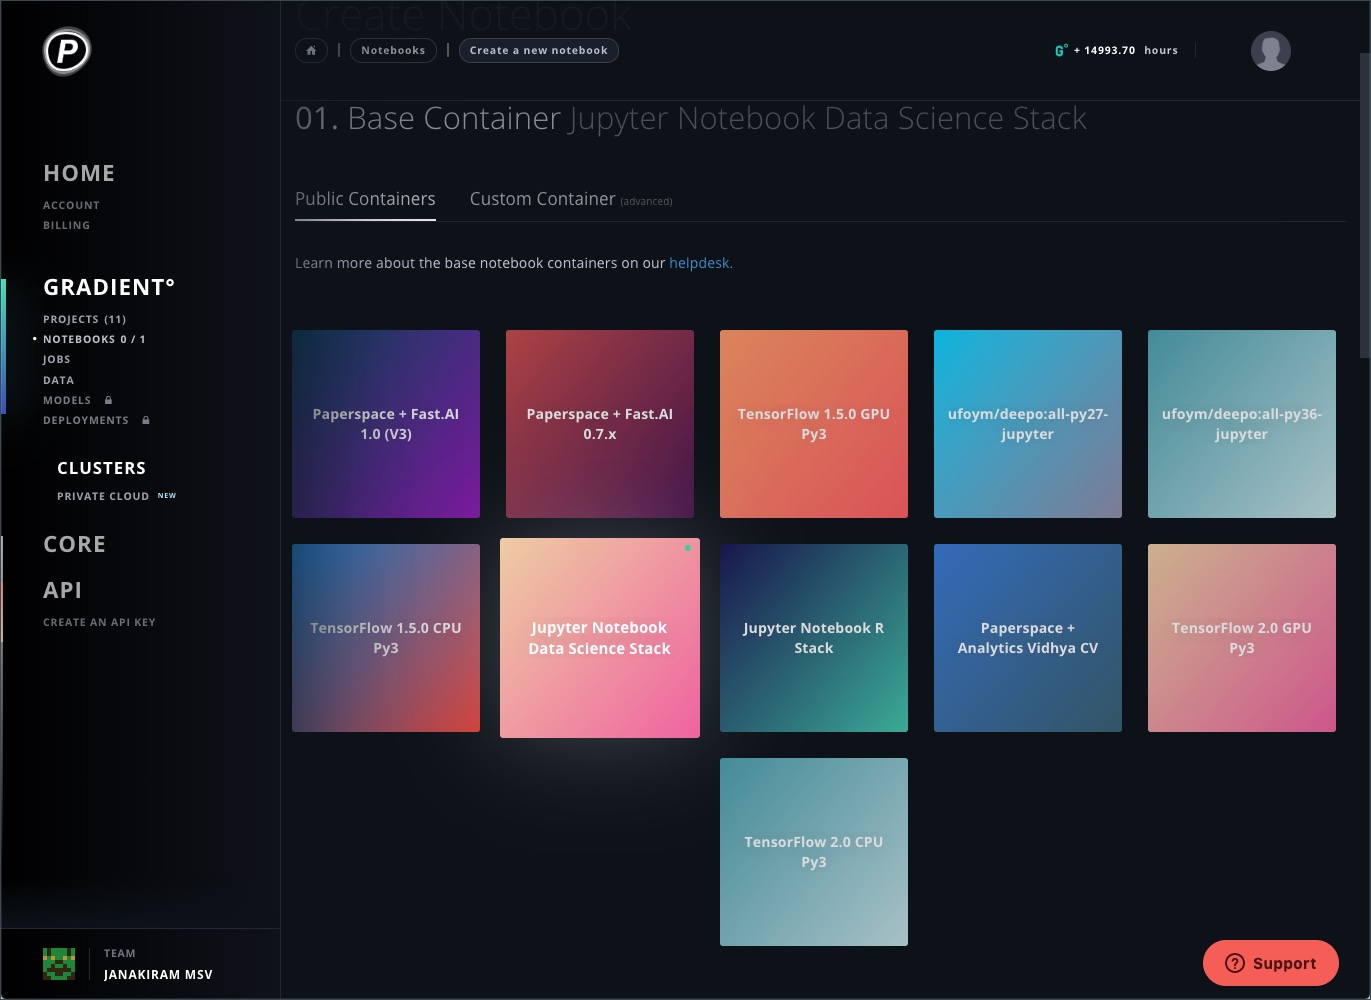 Create Notebook
P
Notebooks
Create a new notebook
G° + 14993.70 hours
01. Base Container Jupyter Notebook Data Science Stack
HOME
ACCOUNT
BILLING
GRADIENT°
PROJECTS (11)
• NOTEBOOKS 0 / 1
JOBS
DATA
MODELS
DEPLOYMENTS
CLUSTERS
PRIVATE CLOUD NEW
CORE
API
CREATE AN API KEY
TEAM
JANAKIRAM MSV
Public Containers
Custom Container (advanced)
Learn more about the base notebook containers on our helpdesk.
Paperspace + Fast.AI
1.0 (V3)
Paperspace + Fast.AI
0.7.x
TensorFlow 1.5.0 GPU
Py3
ufoym/deepo:all-py27-
jupyter
ufoym/deepo:all-py36-
jupyter
TensorFlow 1.5.0 CPU
Py3
Jupyter Notebook
Data Science Stack
Jupyter Notebook R
Stack
Paperspace +
Analytics Vidhya CV
TensorFlow 2.0 GPU
Py3
TensorFlow 2.0 CPU
Py3
Support